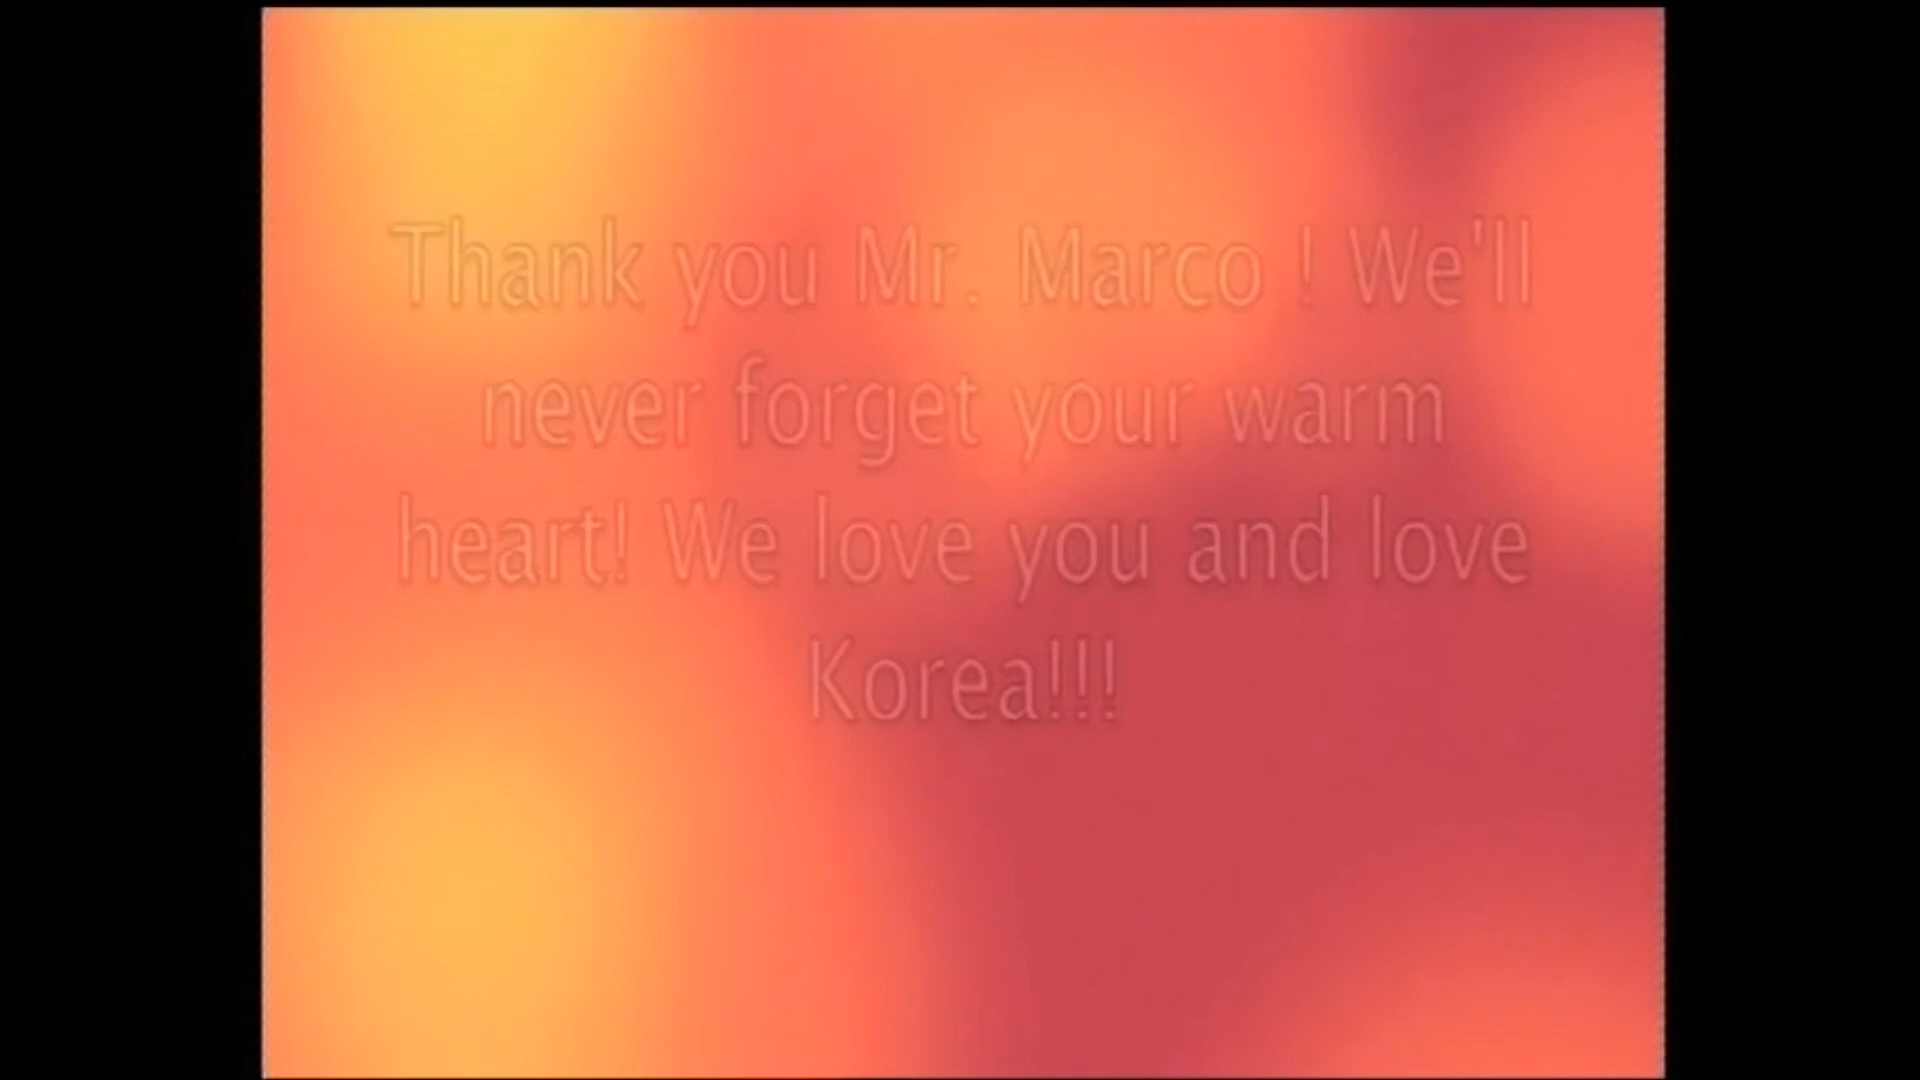 Thank you Mr. Marco ! We'll
never forget your warm
heart! We love you and love
Korea!!!